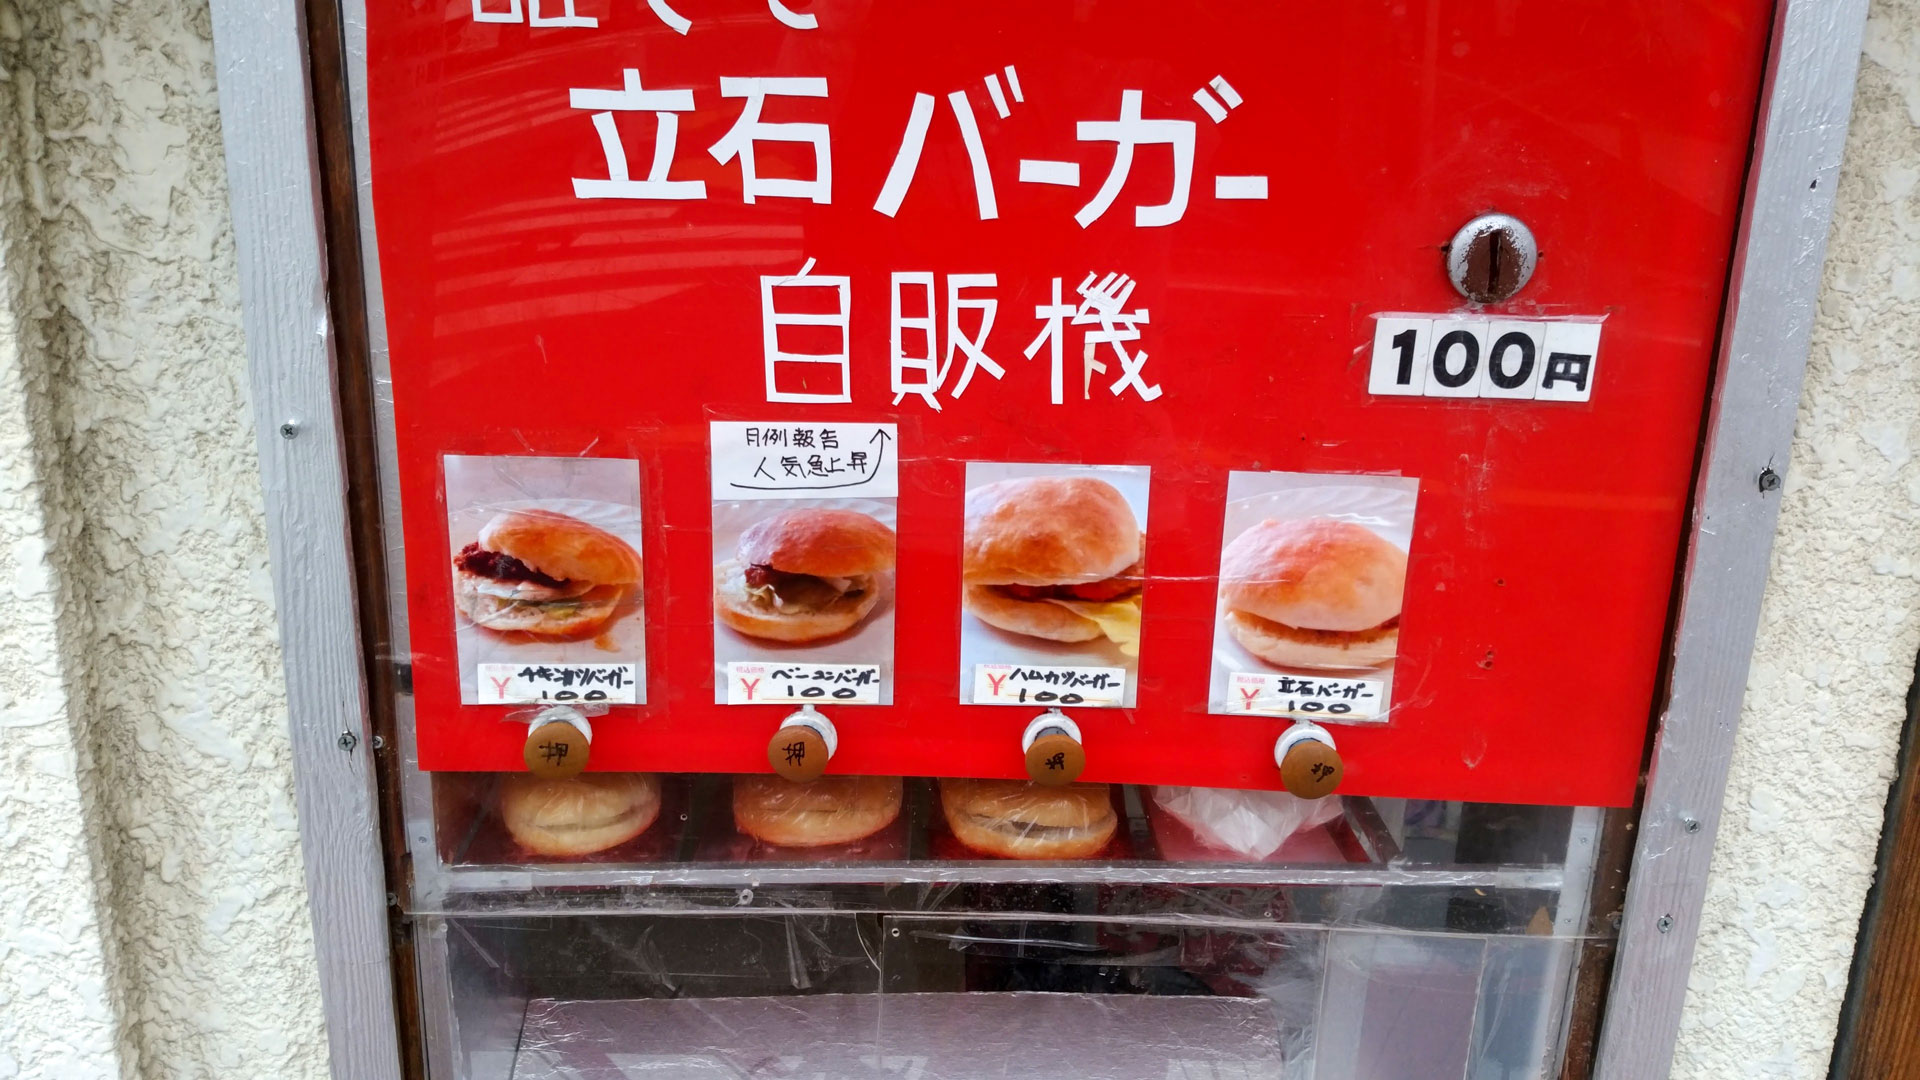 立石バーガー
自販機
100円
月例報告
人気急上昇
チキンカツバーガー
¥100
ベーコンバーガー
¥100
ハムカツバーガー
¥100
立石バーガー
¥100
押
押
押
押